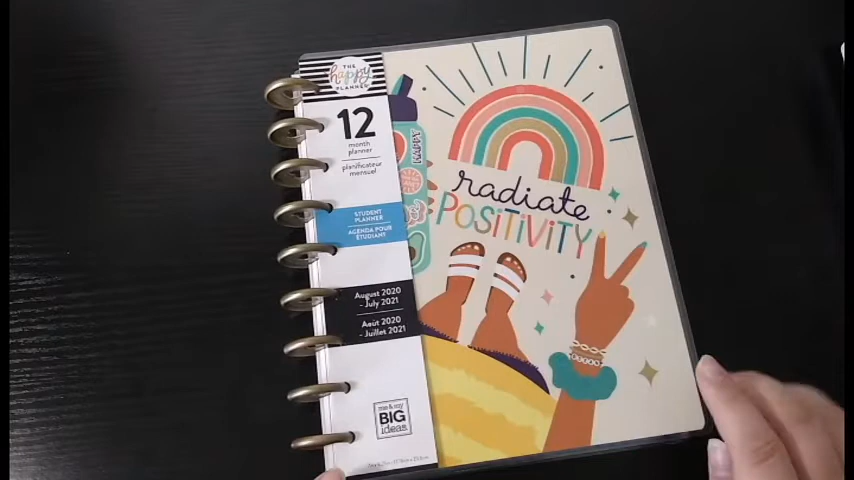 THE
happy
PLANNER
12
month
planner
planificateur
mensuel
STUDENT
PLANNER
AGENDA POUR
ÉTUDIANT
August 2020
- July 2021
Août 2020
- Juillet 2021
me & my
BIG
ideas
HAPPY
radiate
POSITIVITY